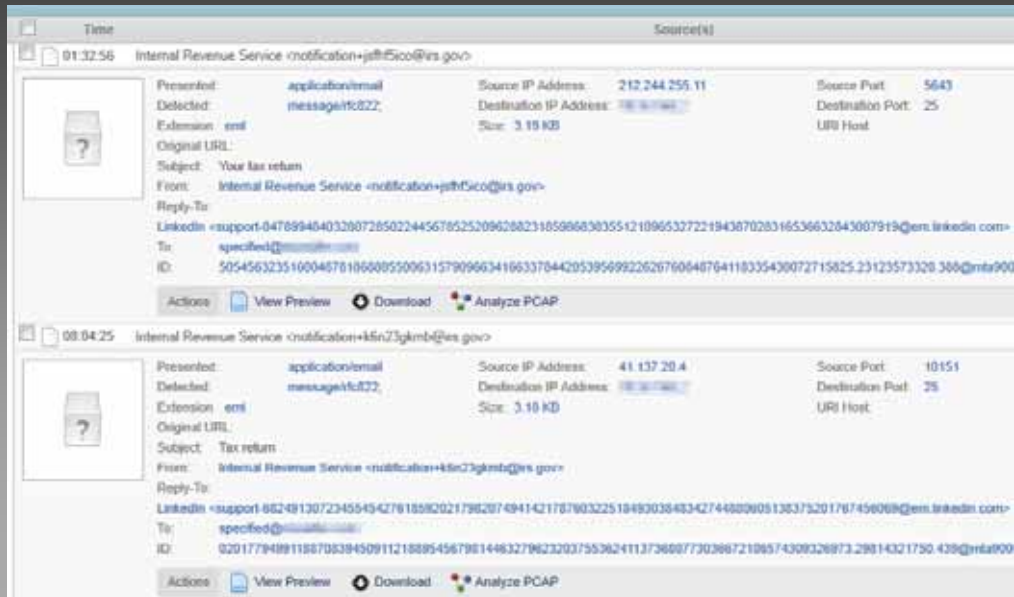 Time Source(s)
01:32:56 Internal Revenue Service <notification+jsfhf5ico@irs.gov>
Presented: application/email Source IP Address: 212.244.255.11 Source Port: 5643
Detected: message/rfc822; Destination IP Address: Destination Port: 25
Extension: eml Size: 3.19 KB URI Host:
Original URL:
Subject: Your tax return
From: Internal Revenue Service <notification+jsfhf5ico@irs.gov>
Reply-To:
LinkedIn
To: specified@
ID:
Actions View Preview Download Analyze PCAP
08:04:25 Internal Revenue Service <notification+k6n23gkmb@irs.gov>
Presented: application/email Source IP Address: 41.137.20.4 Source Port: 10151
Detected: message/rfc822; Destination IP Address: Destination Port: 25
Extension: eml Size: 3.18 KB URI Host:
Original URL:
Subject: Tax return
From: Internal Revenue Service <notification+k6n23gkmb@irs.gov>
Reply-To:
LinkedIn
To: specified@
ID:
Actions View Preview Download Analyze PCAP